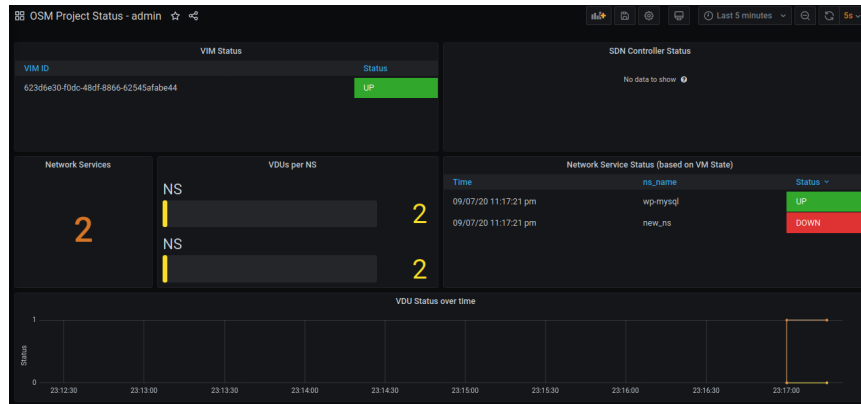 OSM Project Status - admin
Last 5 minutes
5s
VIM Status
VIM ID Status
623d6e30-f0dc-48df-8866-62545afabe44 UP
SDN Controller Status
No data to show
Network Services
2
VDUs per NS
NS
2
NS
2
Network Service Status (based on VM State)
Time ns_name Status
09/07/20 11:17:21 pm wp-mysql UP
09/07/20 11:17:21 pm new_ns DOWN
VDU Status over time
Status
1
0
23:12:30 23:13:00 23:13:30 23:14:00 23:14:30 23:15:00 23:15:30 23:16:00 23:16:30 23:17:00